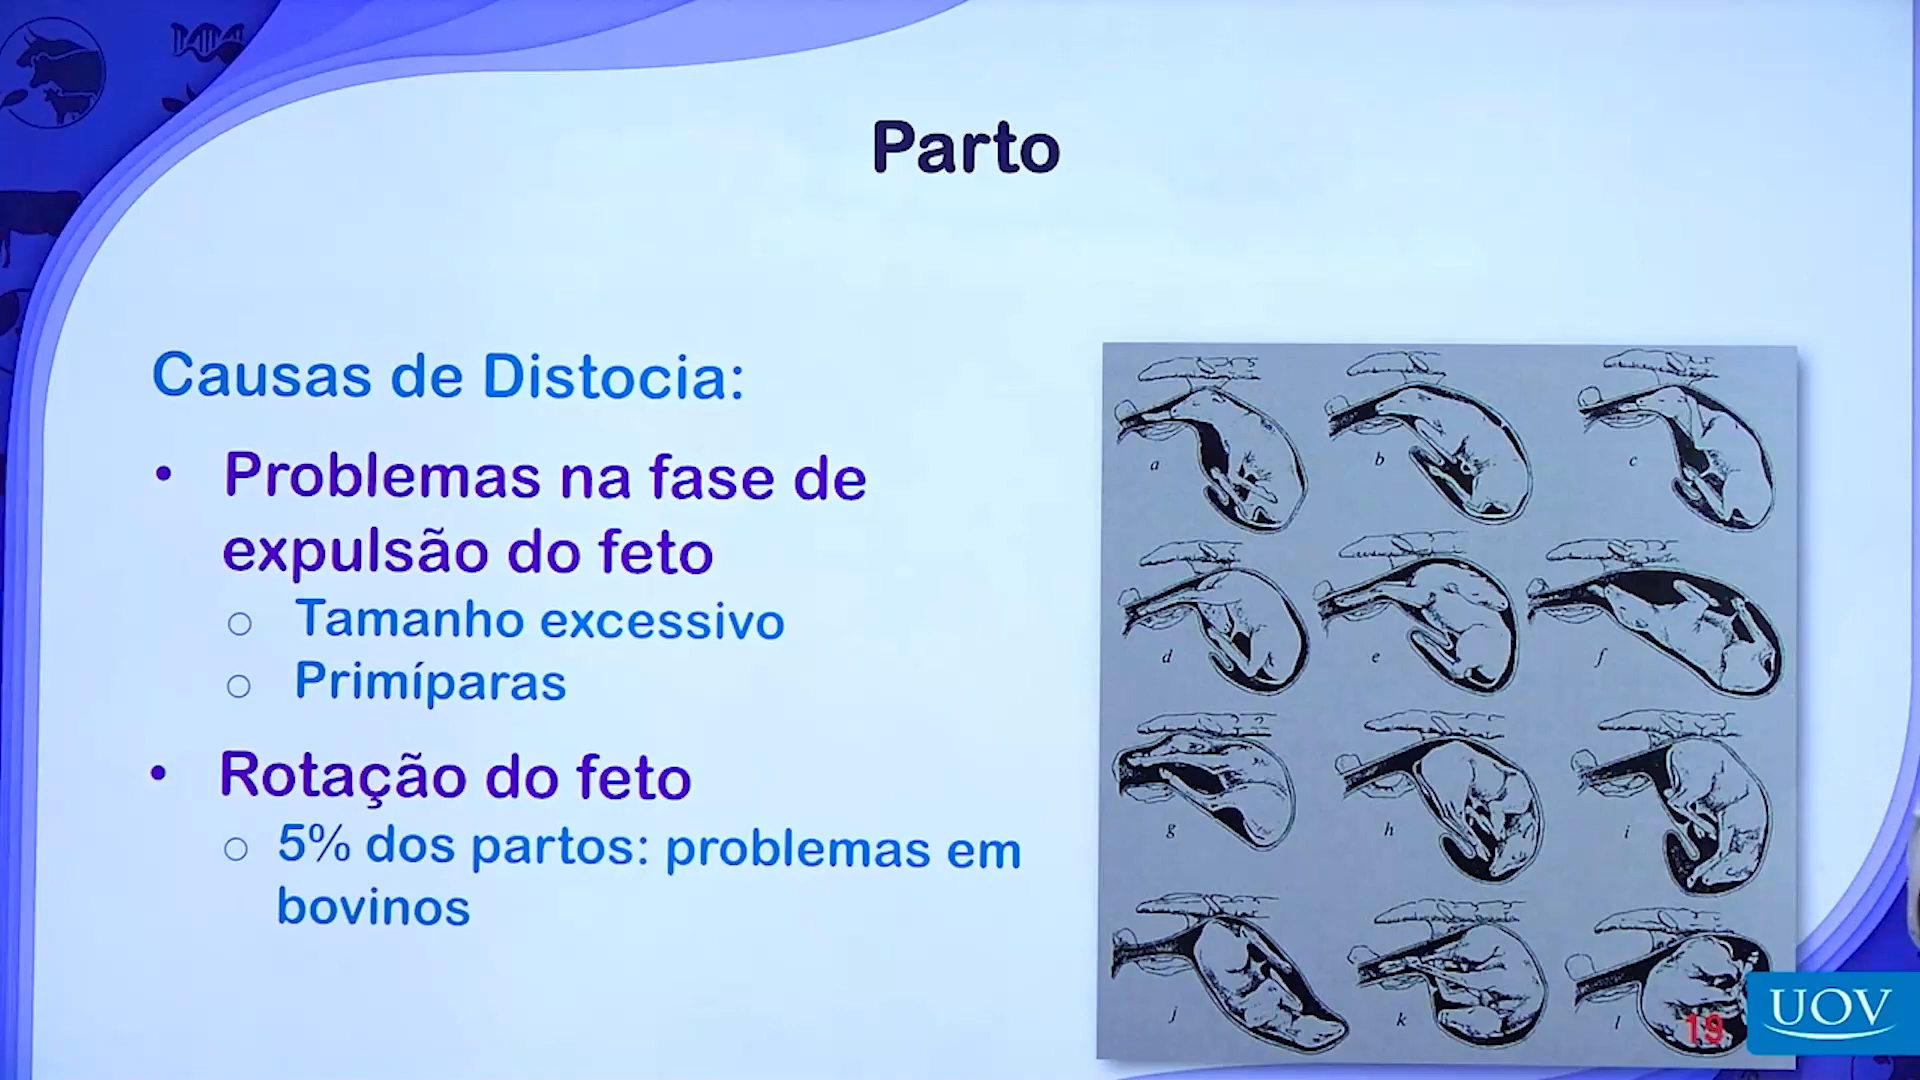 Parto
Causas de Distocia:
• Problemas na fase de
expulsão do feto
○ Tamanho excessivo
○ Primíparas
• Rotação do feto
○ 5% dos partos: problemas em
bovinos
a
b
c
d
e
f
g
h
i
j
k
l
19
UOV